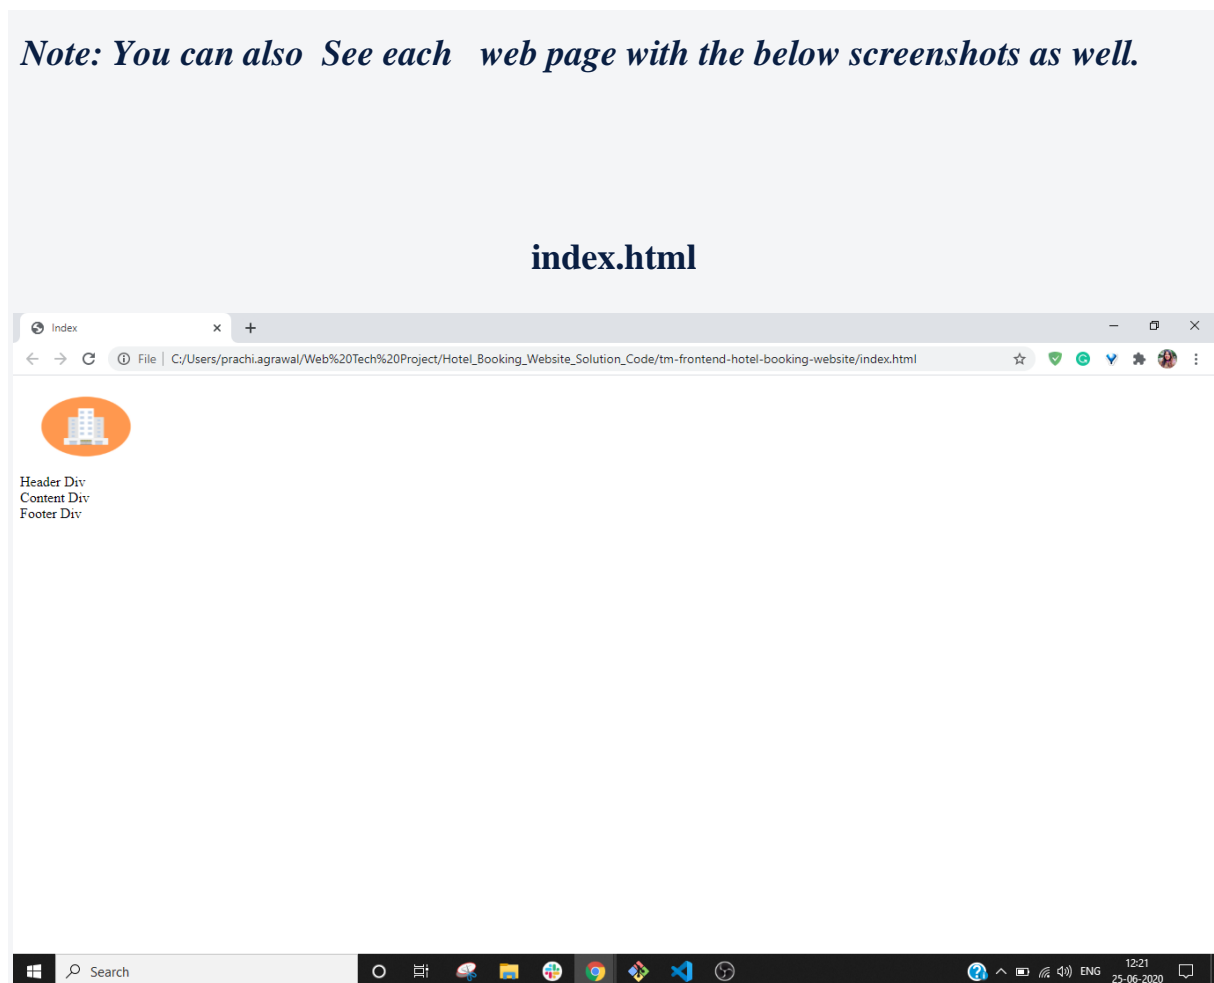 Note: You can also  See each   web page with the below screenshots as well.
index.html
Index
File | C:/Users/prachi.agrawal/Web%20Tech%20Project/Hotel_Booking_Website_Solution_Code/tm-frontend-hotel-booking-website/index.html
Header Div
Content Div
Footer Div
Search
ENG
12:21
25-06-2020